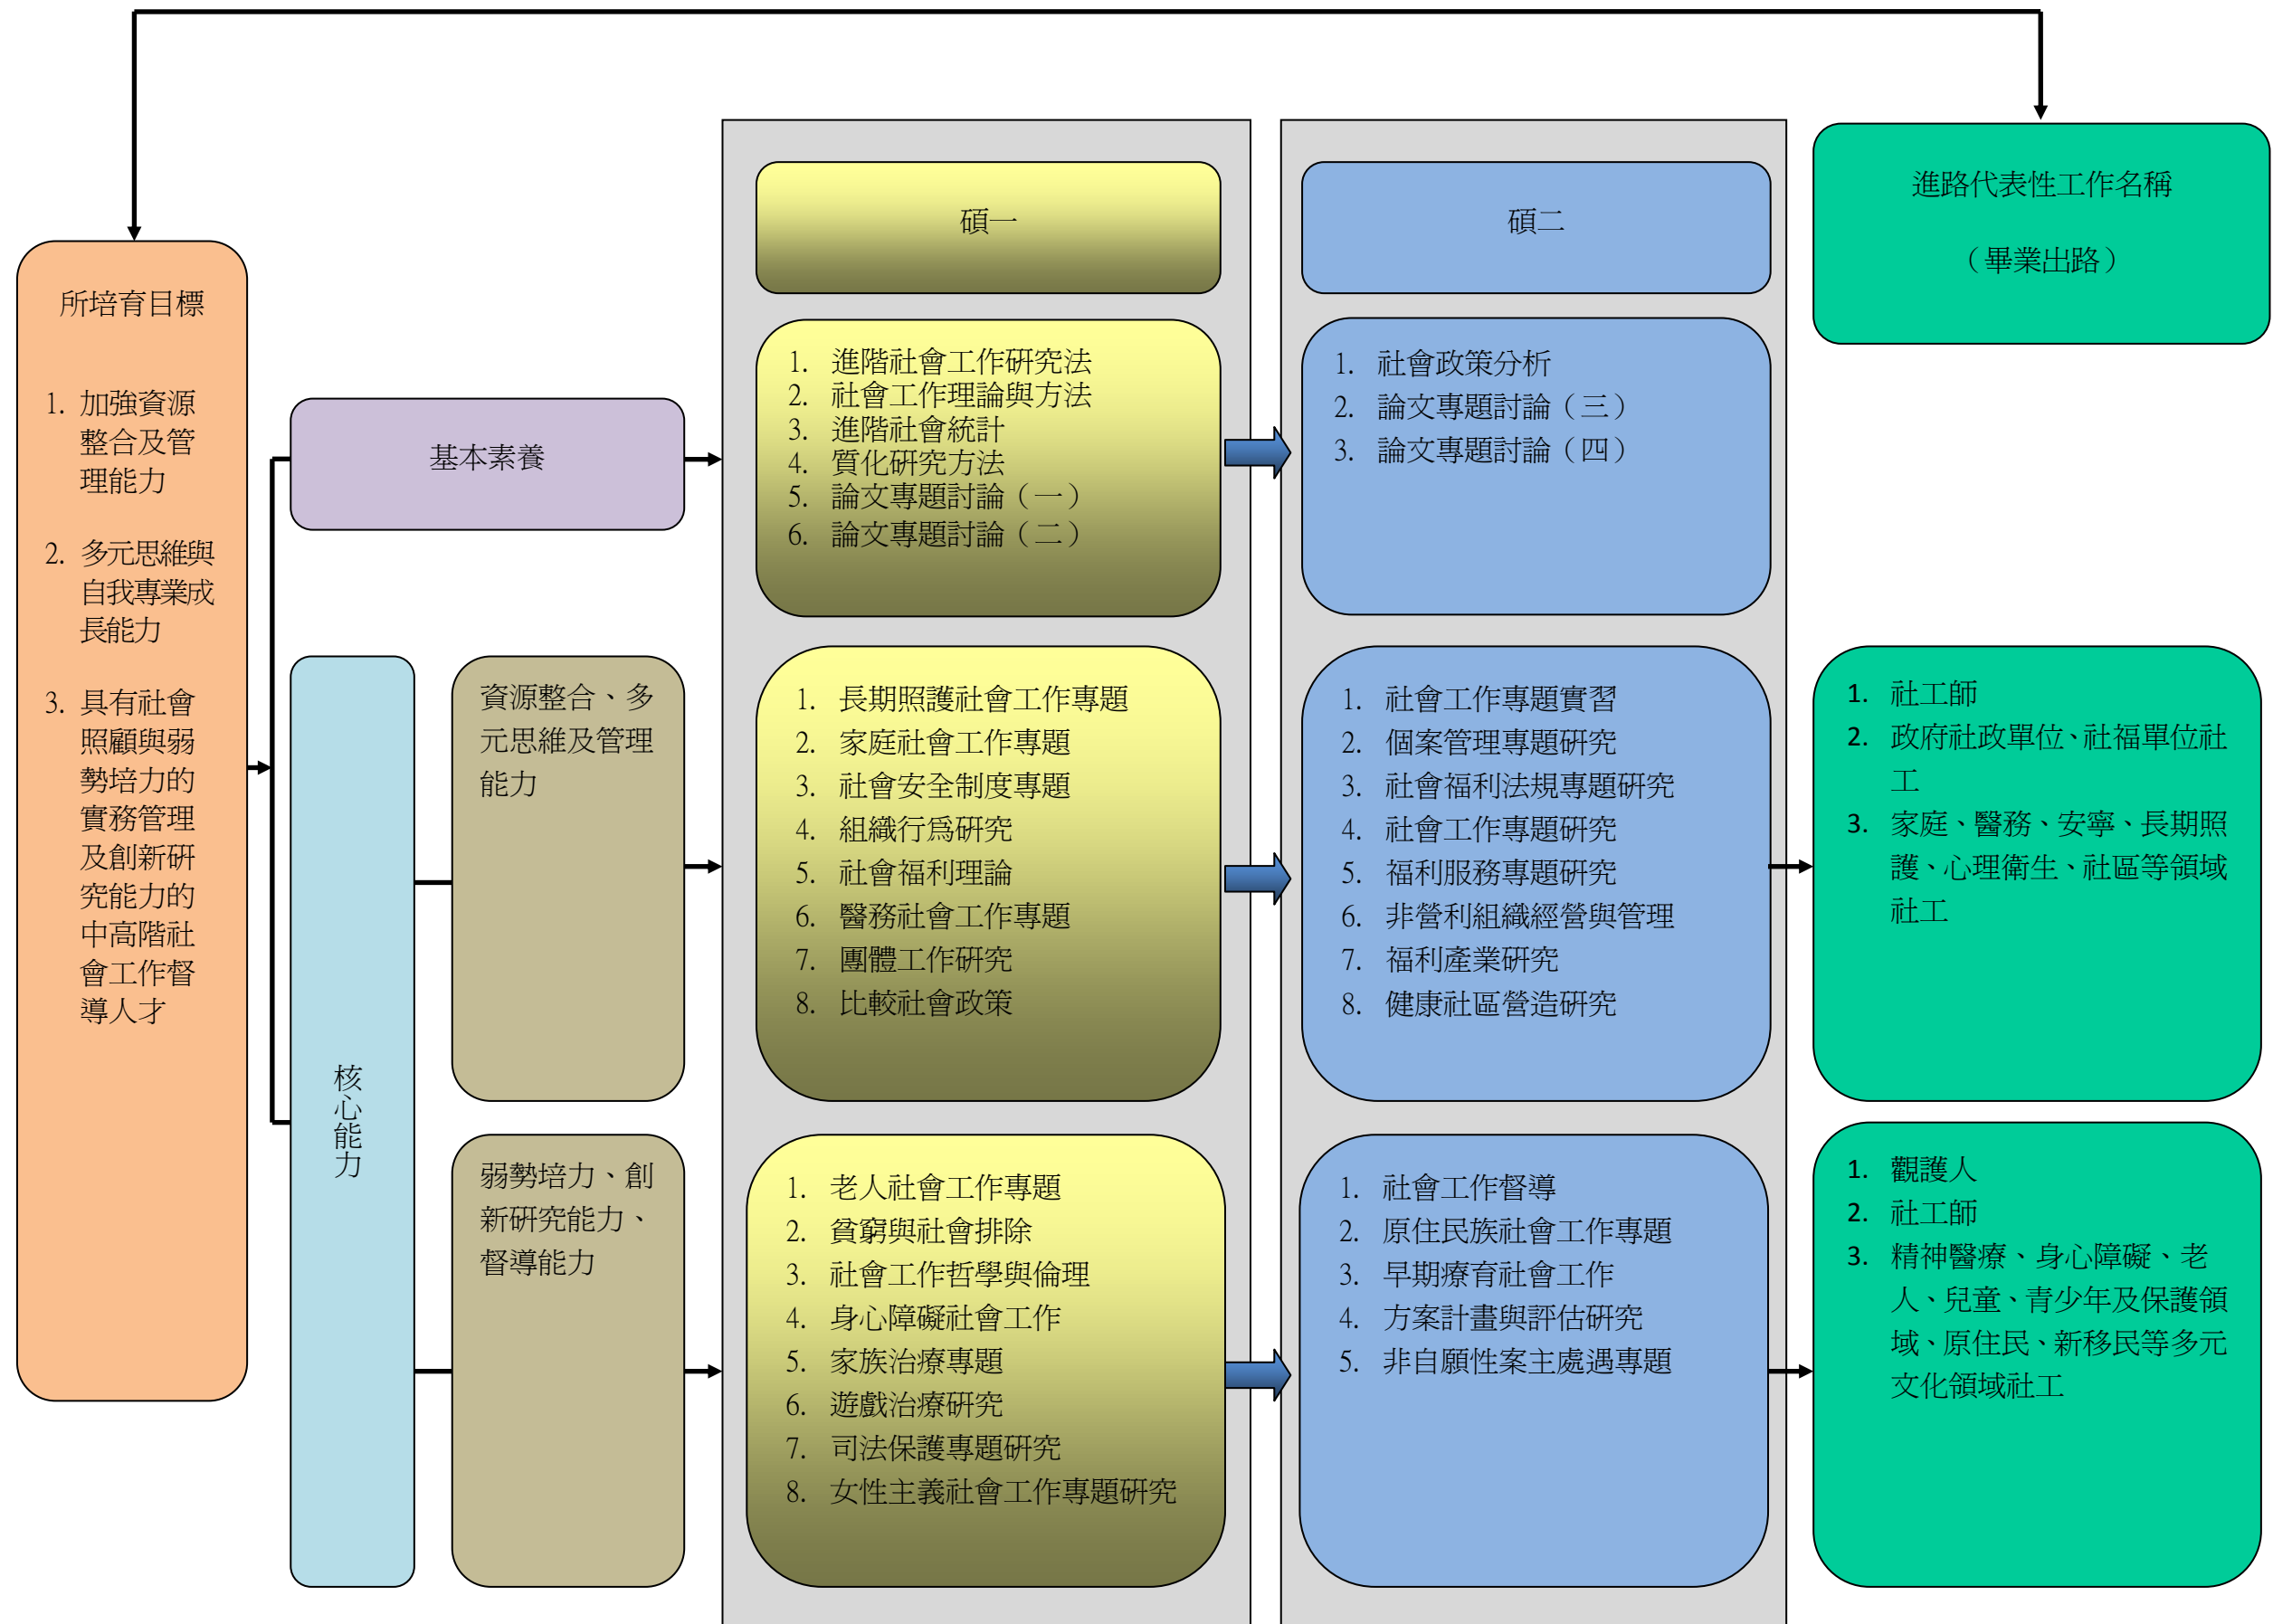 所培育目標
1. 加強資源
整合及管
理能力
2. 多元思維與
自我專業成
長能力
3. 具有社會
照顧與弱
勢培力的
實務管理
及創新研
究能力的
中高階社
會工作督
導人才
基本素養
核心能力
資源整合、多
元思維及管理
能力
弱勢培力、創
新研究能力、
督導能力
碩一
1. 進階社會工作研究法
2. 社會工作理論與方法
3. 進階社會統計
4. 質化研究方法
5. 論文專題討論（一）
6. 論文專題討論（二）
1. 長期照護社會工作專題
2. 家庭社會工作專題
3. 社會安全制度專題
4. 組織行為研究
5. 社會福利理論
6. 醫務社會工作專題
7. 團體工作研究
8. 比較社會政策
1. 老人社會工作專題
2. 貧窮與社會排除
3. 社會工作哲學與倫理
4. 身心障礙社會工作
5. 家族治療專題
6. 遊戲治療研究
7. 司法保護專題研究
8. 女性主義社會工作專題研究
碩二
1. 社會政策分析
2. 論文專題討論（三）
3. 論文專題討論（四）
1. 社會工作專題實習
2. 個案管理專題研究
3. 社會福利法規專題研究
4. 社會工作專題研究
5. 福利服務專題研究
6. 非營利組織經營與管理
7. 福利產業研究
8. 健康社區營造研究
1. 社會工作督導
2. 原住民族社會工作專題
3. 早期療育社會工作
4. 方案計畫與評估研究
5. 非自願性案主處遇專題
進路代表性工作名稱
（畢業出路）
1. 社工師
2. 政府社政單位、社福單位社
工
3. 家庭、醫務、安寧、長期照
護、心理衛生、社區等領域
社工
1. 觀護人
2. 社工師
3. 精神醫療、身心障礙、老
人、兒童、青少年及保護領
域、原住民、新移民等多元
文化領域社工